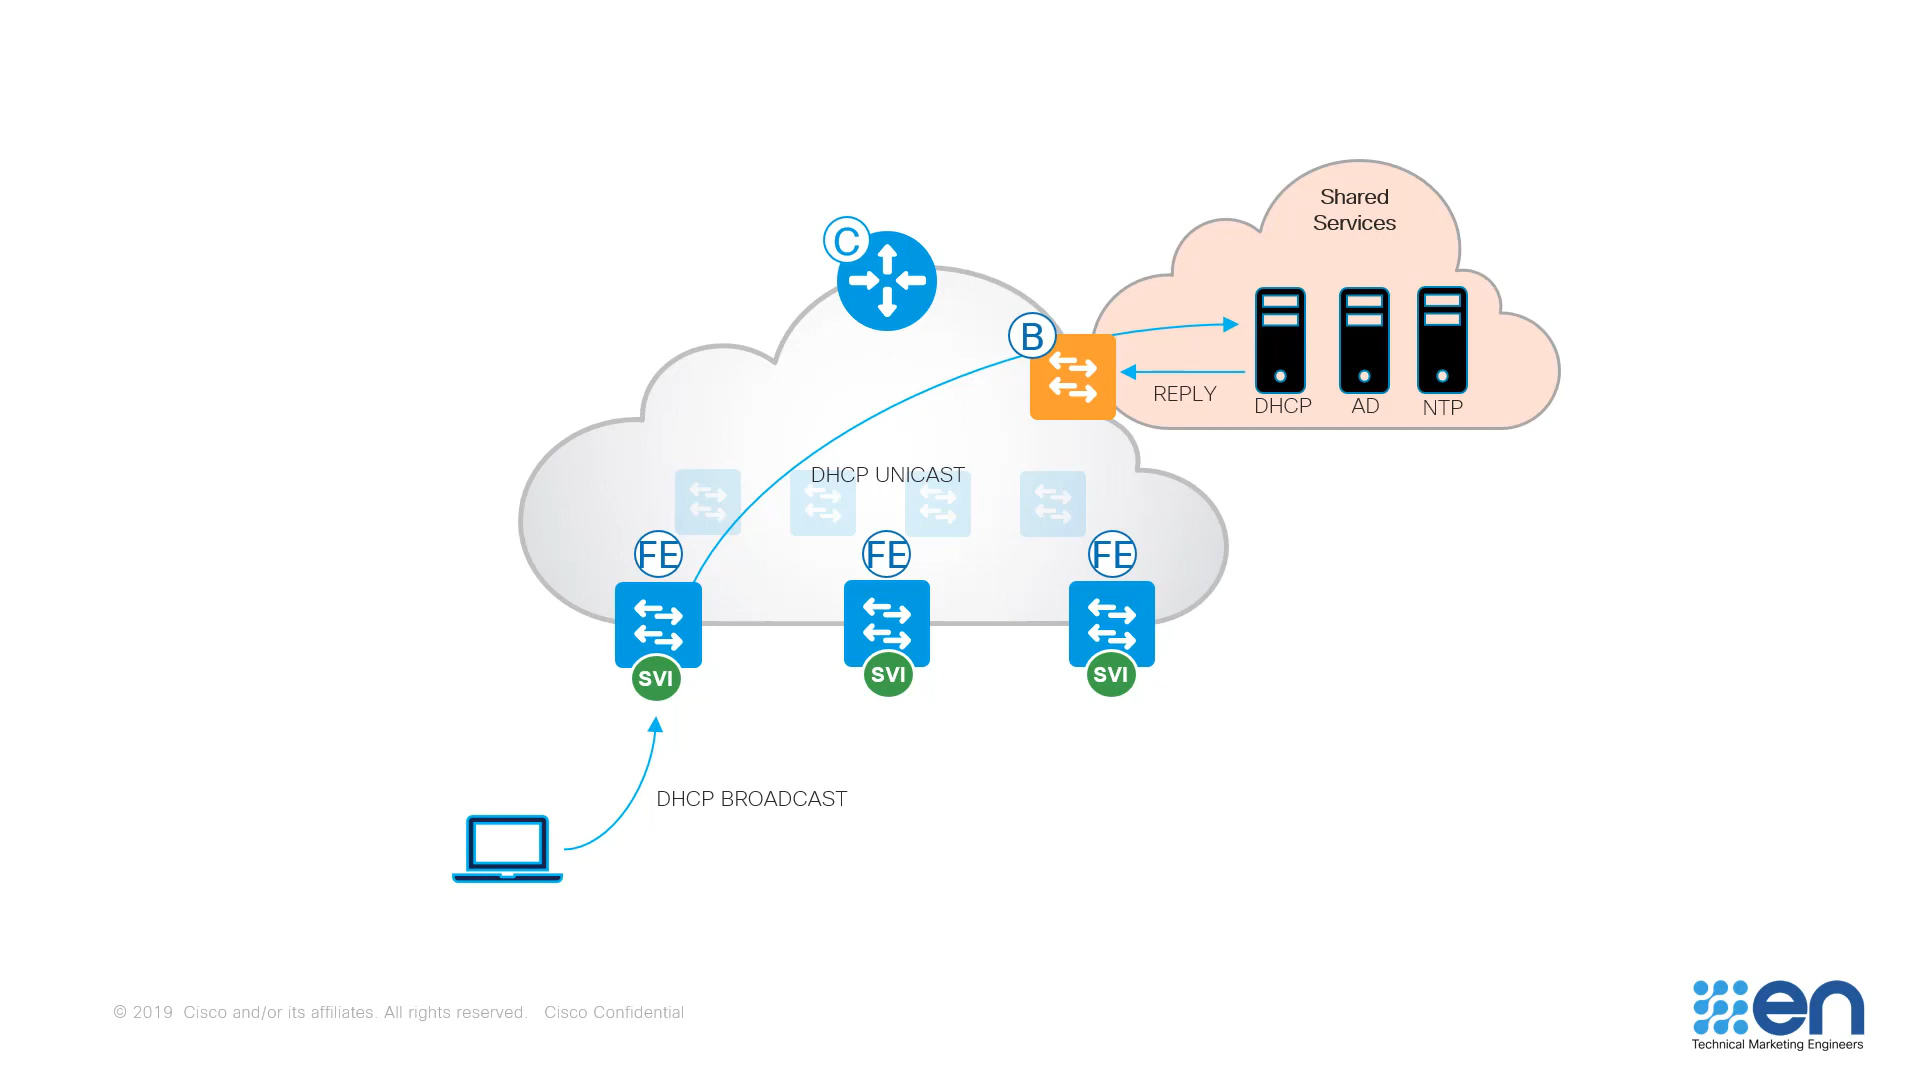 Shared
Services
C
B
REPLY
DHCP
AD
NTP
DHCP UNICAST
FE
FE
FE
SVI
SVI
SVI
DHCP BROADCAST
© 2019 Cisco and/or its affiliates. All rights reserved. Cisco Confidential
en
Technical Marketing Engineers